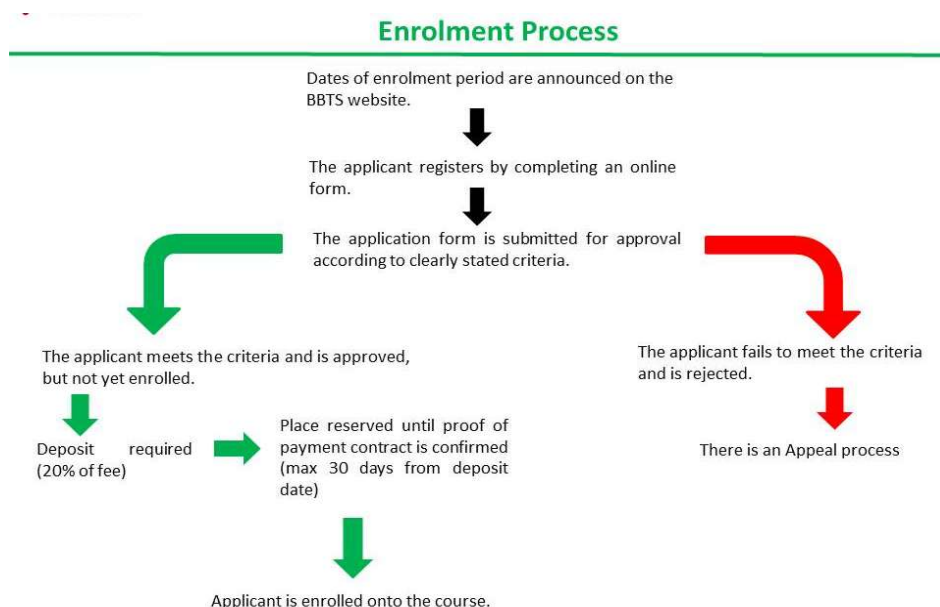 Enrolment Process
Dates of enrolment period are announced on the
BBTS website.
The applicant registers by completing an online
form.
The application form is submitted for approval
according to clearly stated criteria.
The applicant meets the criteria and is approved,
but not yet enrolled.
The applicant fails to meet the criteria
and is rejected.
Deposit required
(20% of fee)
Place reserved until proof of
payment contract is confirmed
(max 30 days from deposit
date)
There is an Appeal process
Applicant is enrolled onto the course.